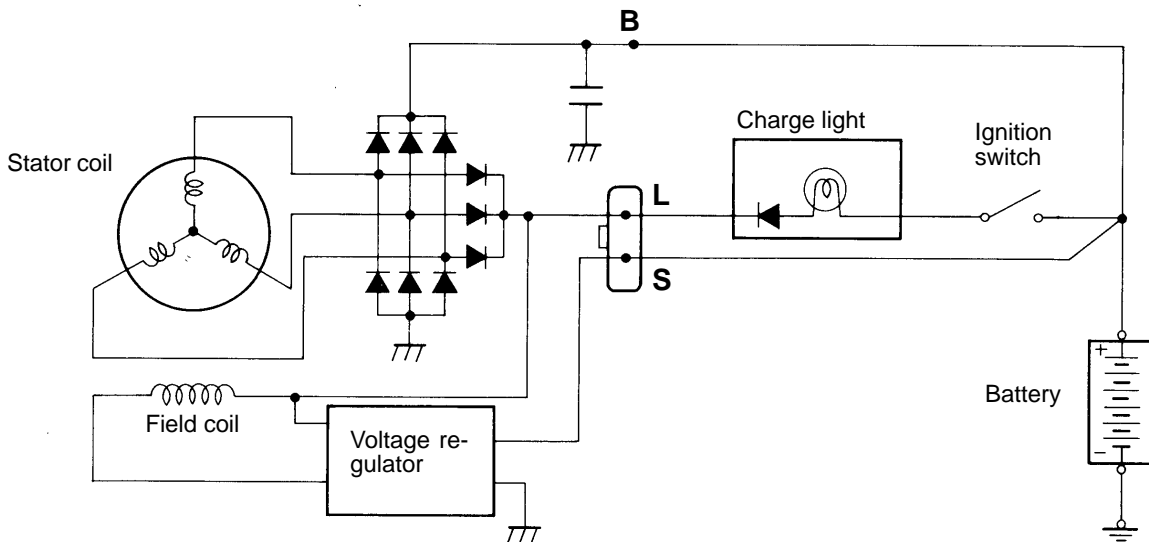 B
Charge light
Ignition
switch
Stator coil
L
S
+
Battery
Field coil
Voltage re-
gulator
−